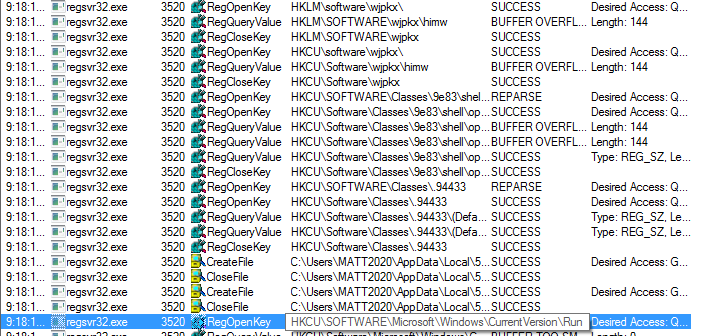 9:18:1... regsvr32.exe 3520 RegOpenKey HKLM\software\wjpkx\ SUCCESS Desired Access: Q...
9:18:1... regsvr32.exe 3520 RegQueryValue HKLM\SOFTWARE\wjpkx\himw BUFFER OVERFL... Length: 144
9:18:1... regsvr32.exe 3520 RegCloseKey HKLM\SOFTWARE\wjpkx SUCCESS
9:18:1... regsvr32.exe 3520 RegOpenKey HKCU\software\wjpkx\ SUCCESS Desired Access: Q...
9:18:1... regsvr32.exe 3520 RegQueryValue HKCU\Software\wjpkx\himw BUFFER OVERFL... Length: 144
9:18:1... regsvr32.exe 3520 RegCloseKey HKCU\Software\wjpkx SUCCESS
9:18:1... regsvr32.exe 3520 RegOpenKey HKCU\SOFTWARE\Classes\9e83\shell\... REPARSE Desired Access: Q...
9:18:1... regsvr32.exe 3520 RegOpenKey HKCU\Software\Classes\9e83\shell\op... SUCCESS Desired Access: Q...
9:18:1... regsvr32.exe 3520 RegQueryValue HKCU\Software\Classes\9e83\shell\op... BUFFER OVERFL... Length: 144
9:18:1... regsvr32.exe 3520 RegQueryValue HKCU\Software\Classes\9e83\shell\op... BUFFER OVERFL... Length: 144
9:18:1... regsvr32.exe 3520 RegQueryValue HKCU\Software\Classes\9e83\shell\op... SUCCESS Type: REG_SZ, Le...
9:18:1... regsvr32.exe 3520 RegCloseKey HKCU\Software\Classes\9e83\shell\op... SUCCESS
9:18:1... regsvr32.exe 3520 RegOpenKey HKCU\SOFTWARE\Classes\.94433 REPARSE Desired Access: Q...
9:18:1... regsvr32.exe 3520 RegOpenKey HKCU\Software\Classes\.94433 SUCCESS Desired Access: Q...
9:18:1... regsvr32.exe 3520 RegQueryValue HKCU\Software\Classes\.94433\(Defa... SUCCESS Type: REG_SZ, Le...
9:18:1... regsvr32.exe 3520 RegQueryValue HKCU\Software\Classes\.94433\(Defa... SUCCESS Type: REG_SZ, Le...
9:18:1... regsvr32.exe 3520 RegCloseKey HKCU\Software\Classes\.94433 SUCCESS
9:18:1... regsvr32.exe 3520 CreateFile C:\Users\MATT2020\AppData\Local\5... SUCCESS Desired Access: G...
9:18:1... regsvr32.exe 3520 CloseFile C:\Users\MATT2020\AppData\Local\5... SUCCESS
9:18:1... regsvr32.exe 3520 CreateFile C:\Users\MATT2020\AppData\Local\5... SUCCESS Desired Access: G...
9:18:1... regsvr32.exe 3520 CloseFile C:\Users\MATT2020\AppData\Local\5... SUCCESS
9:18:1... regsvr32.exe 3520 RegOpenKey HKCU\SOFTWARE\Microsoft\Windows\CurrentVersion\Run Desired Access: Q...